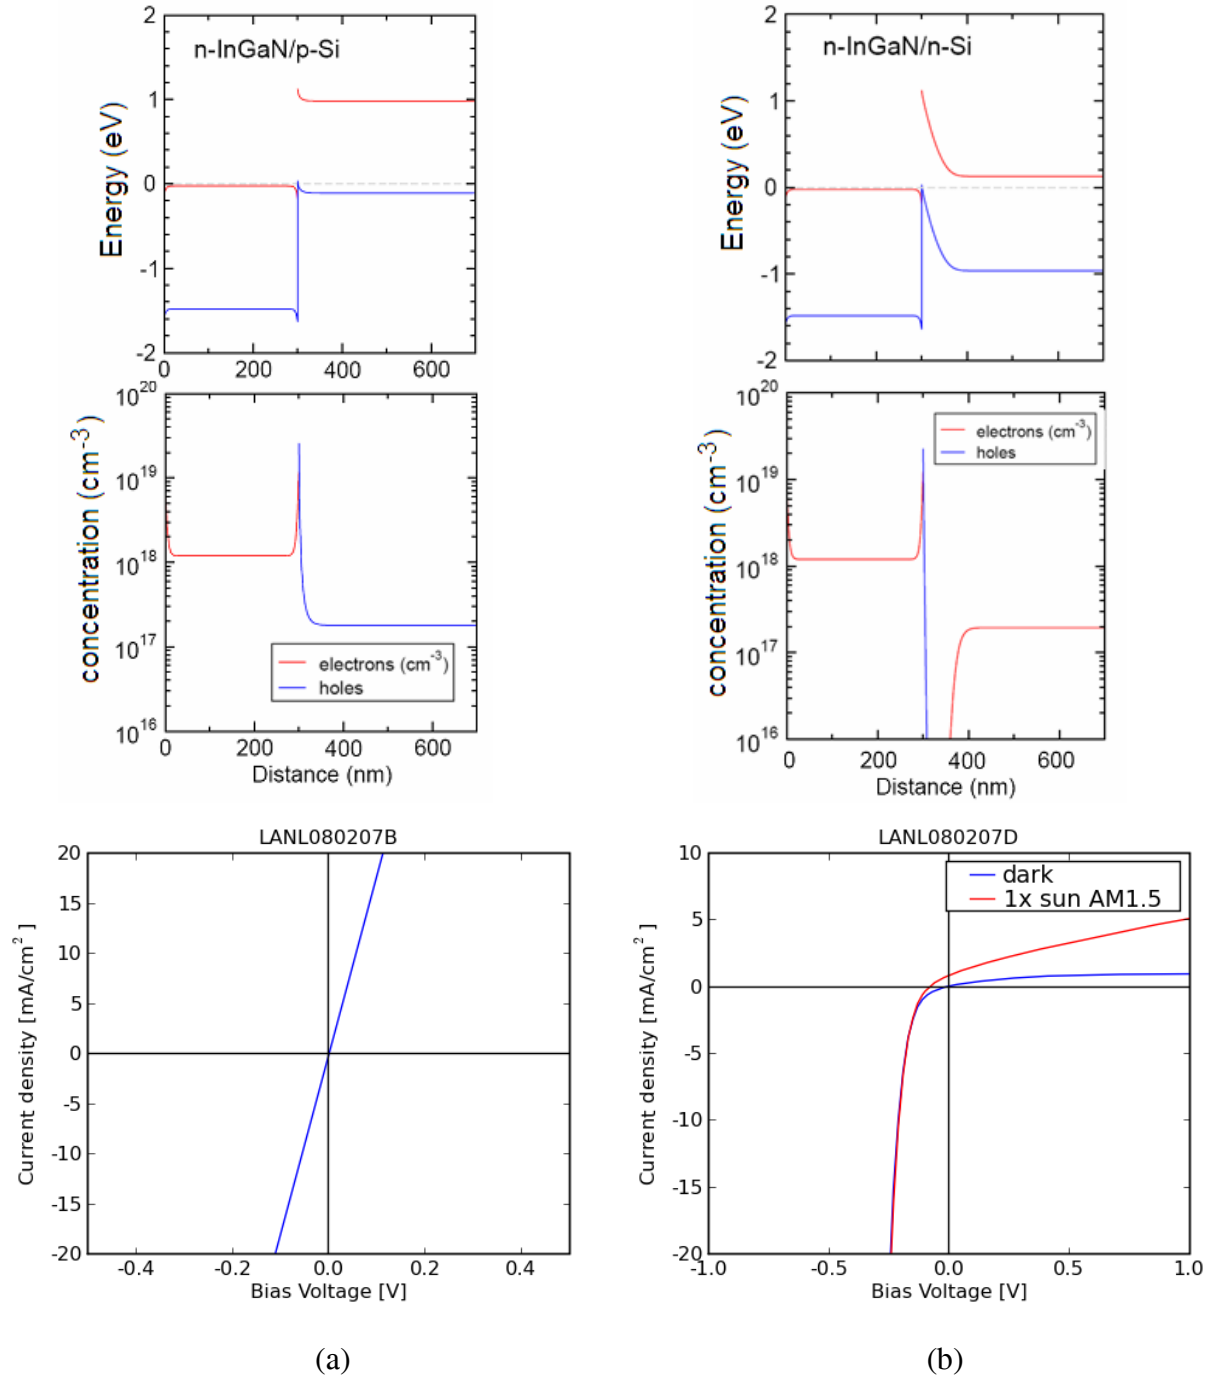 n-InGaN/p-Si
Energy (eV)
2
1
0
-1
-2
0
200
400
600
concentration (cm-3)
10^20
10^19
10^18
10^17
10^16
electrons (cm-3)
holes
0
200
400
600
Distance (nm)
n-InGaN/n-Si
Energy (eV)
2
1
0
-1
-2
concentration (cm-3)
10^20
10^19
10^18
10^17
10^16
electrons (cm-3)
holes
0
200
400
600
Distance (nm)
LANL080207B
Current density [mA/cm2 ]
20
15
10
5
0
-5
-10
-15
-20
-0.4
-0.2
0.0
0.2
0.4
Bias Voltage [V]
LANL080207D
Current density [mA/cm2 ]
10
5
0
-5
-10
-15
-20
dark
1x sun AM1.5
-1.0
-0.5
0.0
0.5
1.0
Bias Voltage [V]
(a)
(b)